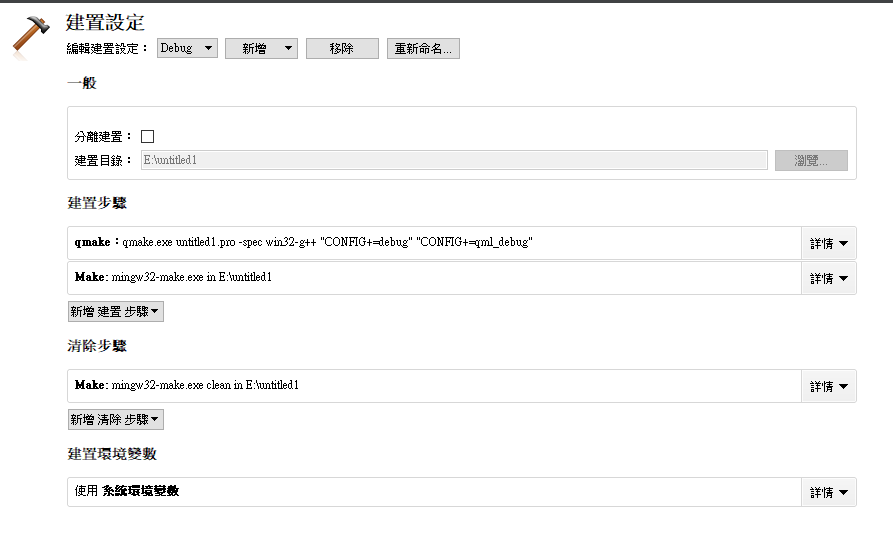 建置設定
編輯建置設定： Debug 新增 移除 重新命名...
一般
分離建置：
建置目錄： E:\untitled1 瀏覽...
建置步驟
qmake：qmake.exe untitled1.pro -spec win32-g++ "CONFIG+=debug" "CONFIG+=qml_debug" 詳情
Make: mingw32-make.exe in E:\untitled1 詳情
新增 建置 步驟
清除步驟
Make: mingw32-make.exe clean in E:\untitled1 詳情
新增 清除 步驟
建置環境變數
使用 系統環境變數 詳情